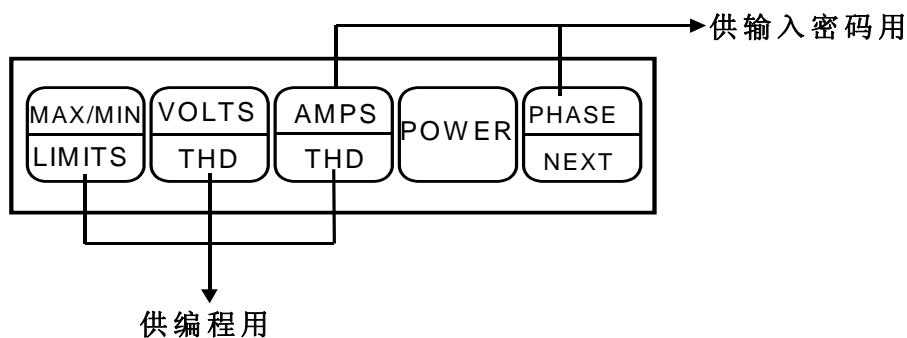 供输入密码用
MAX/MIN VOLTS AMPS POWER PHASE
LIMITS THD THD NEXT
供编程用